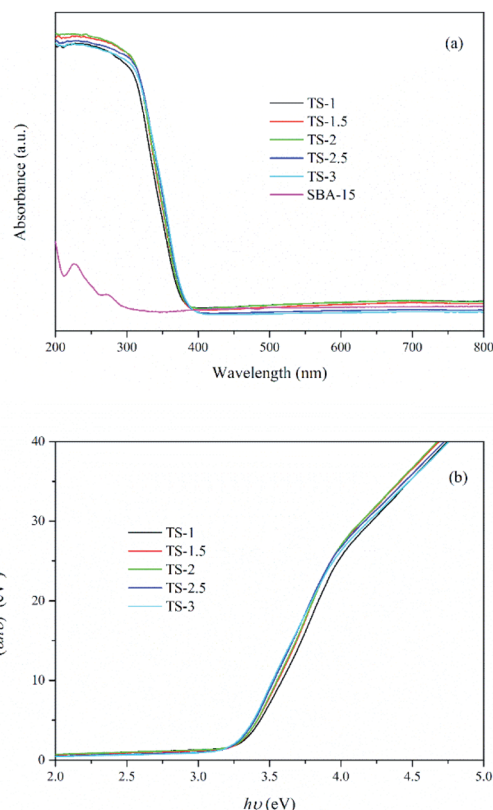 (a)
TS-1
TS-1.5
TS-2
TS-2.5
TS-3
SBA-15
Absorbance (a.u.)
200 300 400 500 600 700 800
Wavelength (nm)
40
30
20
10
0
(b)
TS-1
TS-1.5
TS-2
TS-2.5
TS-3
2.0 2.5 3.0 3.5 4.0 4.5 5.0
hυ (eV)